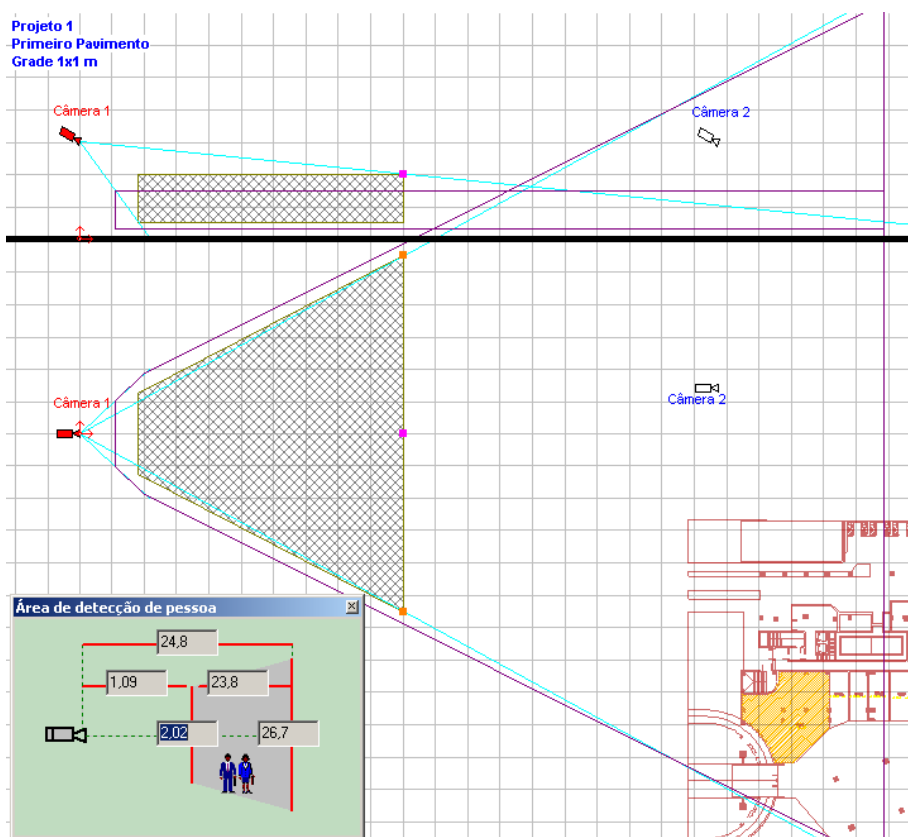 Projeto 1
Primeiro Pavimento
Grade 1x1 m
Câmera 1
Câmera 2
Câmera 1
Câmera 2
Área de detecção de pessoa
24,8
1,09
23,8
2,02
26,7